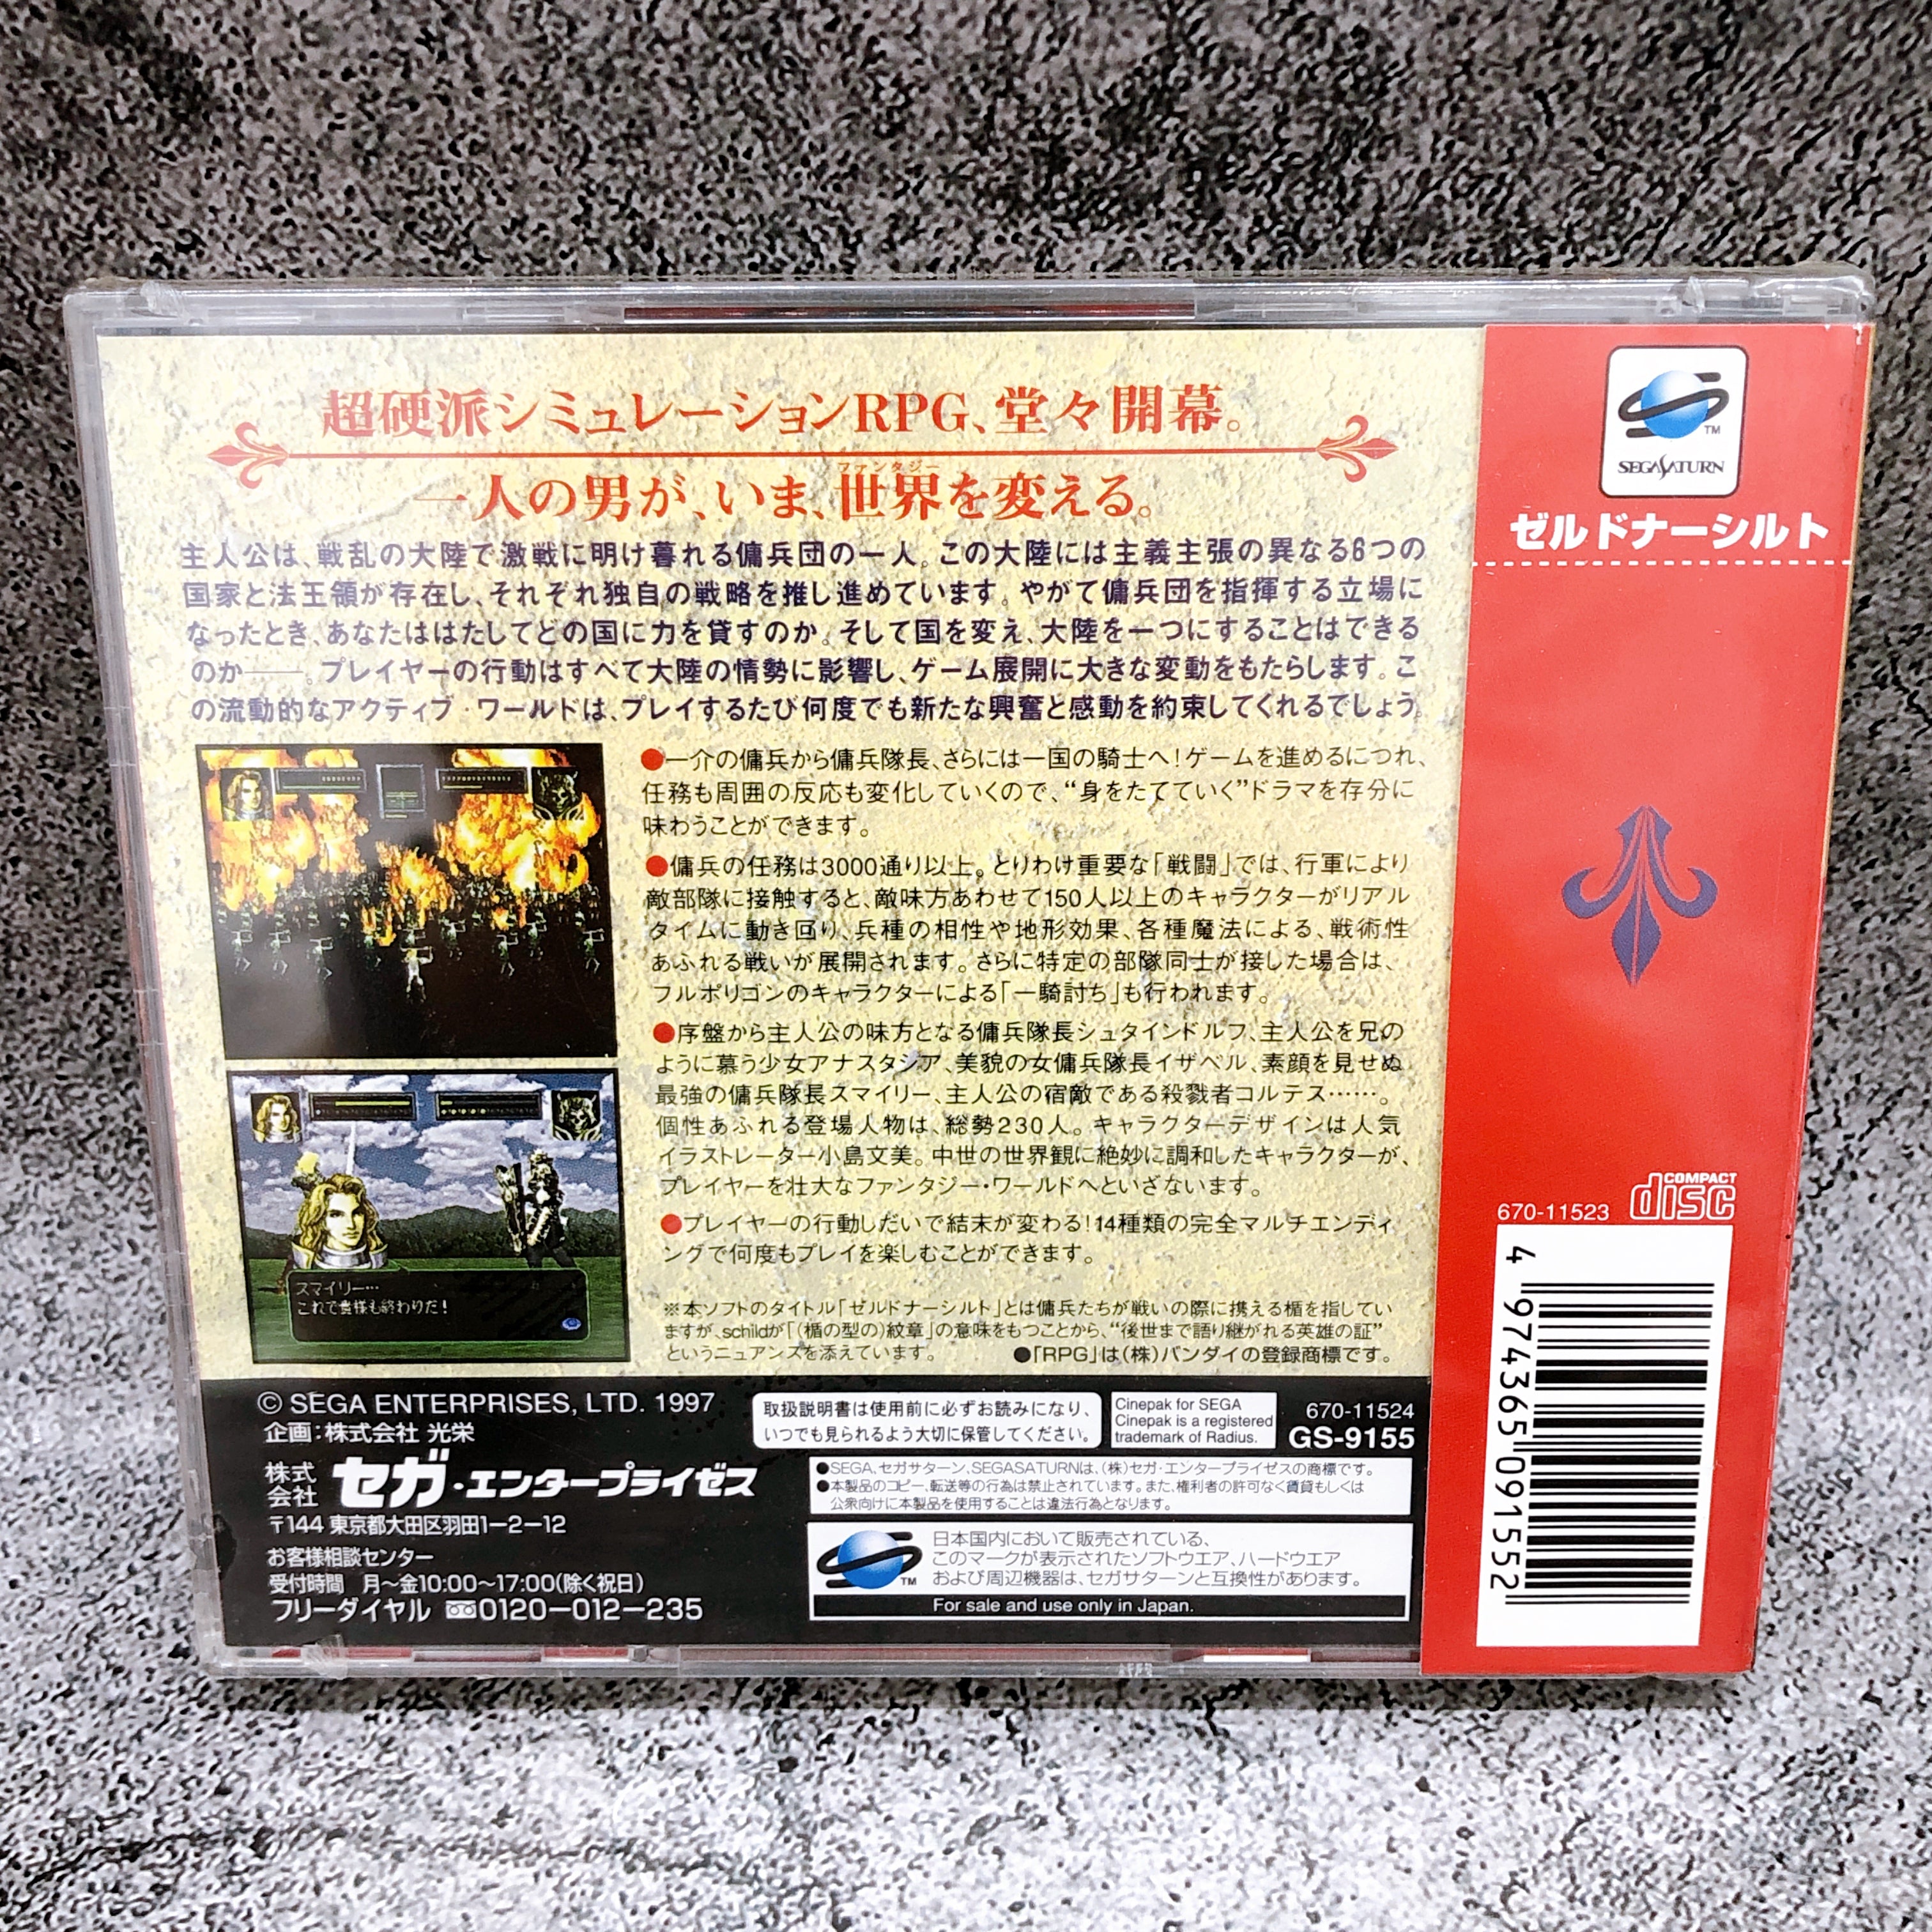 超硬派シミュレーションRPG、堂々開幕。
ファンタジー
一人の男が、いま、世界を変える。
主人公は、戦乱の大陸で激戦に明け暮れる傭兵団の一人。この大陸には主義主張の異なる6つの
国家と法王領が存在し、それぞれ独自の戦略を推し進めています。やがて傭兵団を指揮する立場に
なったとき、あなたははたしてどの国に力を貸すのか。そして国を変え、大陸を一つにすることはできる
のか――。プレイヤーの行動はすべて大陸の情勢に影響し、ゲーム展開に大きな変動をもたらします。こ
の流動的なアクティブ・ワールドは、プレイするたび何度でも新たな興奮と感動を約束してくれるでしょう。
●一介の傭兵から傭兵隊長、さらには一国の騎士へ!ゲームを進めるにつれ、
任務も周囲の反応も変化していくので、“身をたてていく”ドラマを存分に
味わうことができます。
●傭兵の任務は3000通り以上。とりわけ重要な「戦闘」では、行軍により
敵部隊に接触すると、敵味方あわせて150人以上のキャラクターがリアル
タイムに動き回り、兵種の相性や地形効果、各種魔法による、戦術性
あふれる戦いが展開されます。さらに特定の部隊同士が接した場合は、
フルポリゴンのキャラクターによる「一騎討ち」も行われます。
●序盤から主人公の味方となる傭兵隊長シュタインドルフ、主人公を兄の
ように慕う少女アナスタシア、美貌の女傭兵隊長イザベル、素顔を見せぬ
最強の傭兵隊長スマイリー、主人公の宿敵である殺戮者コルテス……。
個性あふれる登場人物は、総勢230人。キャラクターデザインは人気
イラストレーター小島文美。中世の世界観に絶妙に調和したキャラクターが、
プレイヤーを壮大なファンタジー・ワールドへといざないます。
●プレイヤーの行動しだいで結末が変わる!14種類の完全マルチエンディ
ングで何度もプレイを楽しむことができます。
スマイリー…
これで貴様も終わりだ!
※本ソフトのタイトル「ゼルドナーシルト」とは傭兵たちが戦いの際に携える楯を指してい
ますが、schildが「(楯の型の)紋章」の意味をもつことから、“後世まで語り継がれる英雄の証”
というニュアンスを添えています。
●「RPG」は(株)バンダイの登録商標です。
© SEGA ENTERPRISES, LTD. 1997
企画:株式会社 光栄
株式会社 セガ・エンタープライゼス
〒144 東京都大田区羽田1-2-12
お客様相談センター
受付時間 月〜金10:00〜17:00(除く祝日)
フリーダイヤル 0120-012-235
取扱説明書は使用前に必ずお読みになり、
いつでも見られるよう大切に保管してください。
Cinepak for SEGA
Cinepak is a registered
trademark of Radius.
670-11524
GS-9155
●SEGA、セガサターン、SEGASATURNは、(株)セガ・エンタープライゼスの商標です。
●本製品のコピー、転送等の行為は禁止されています。また、権利者の許可なく賃貸もしくは
公衆向けに本製品を使用することは違法行為となります。
TM
日本国内において販売されている、
このマークが表示されたソフトウエア、ハードウエア
および周辺機器は、セガサターンと互換性があります。
For sale and use only in Japan.
TM
SEGA SATURN
ゼルドナーシルト
670-11523
COMPACT
disc
4 974365 091552